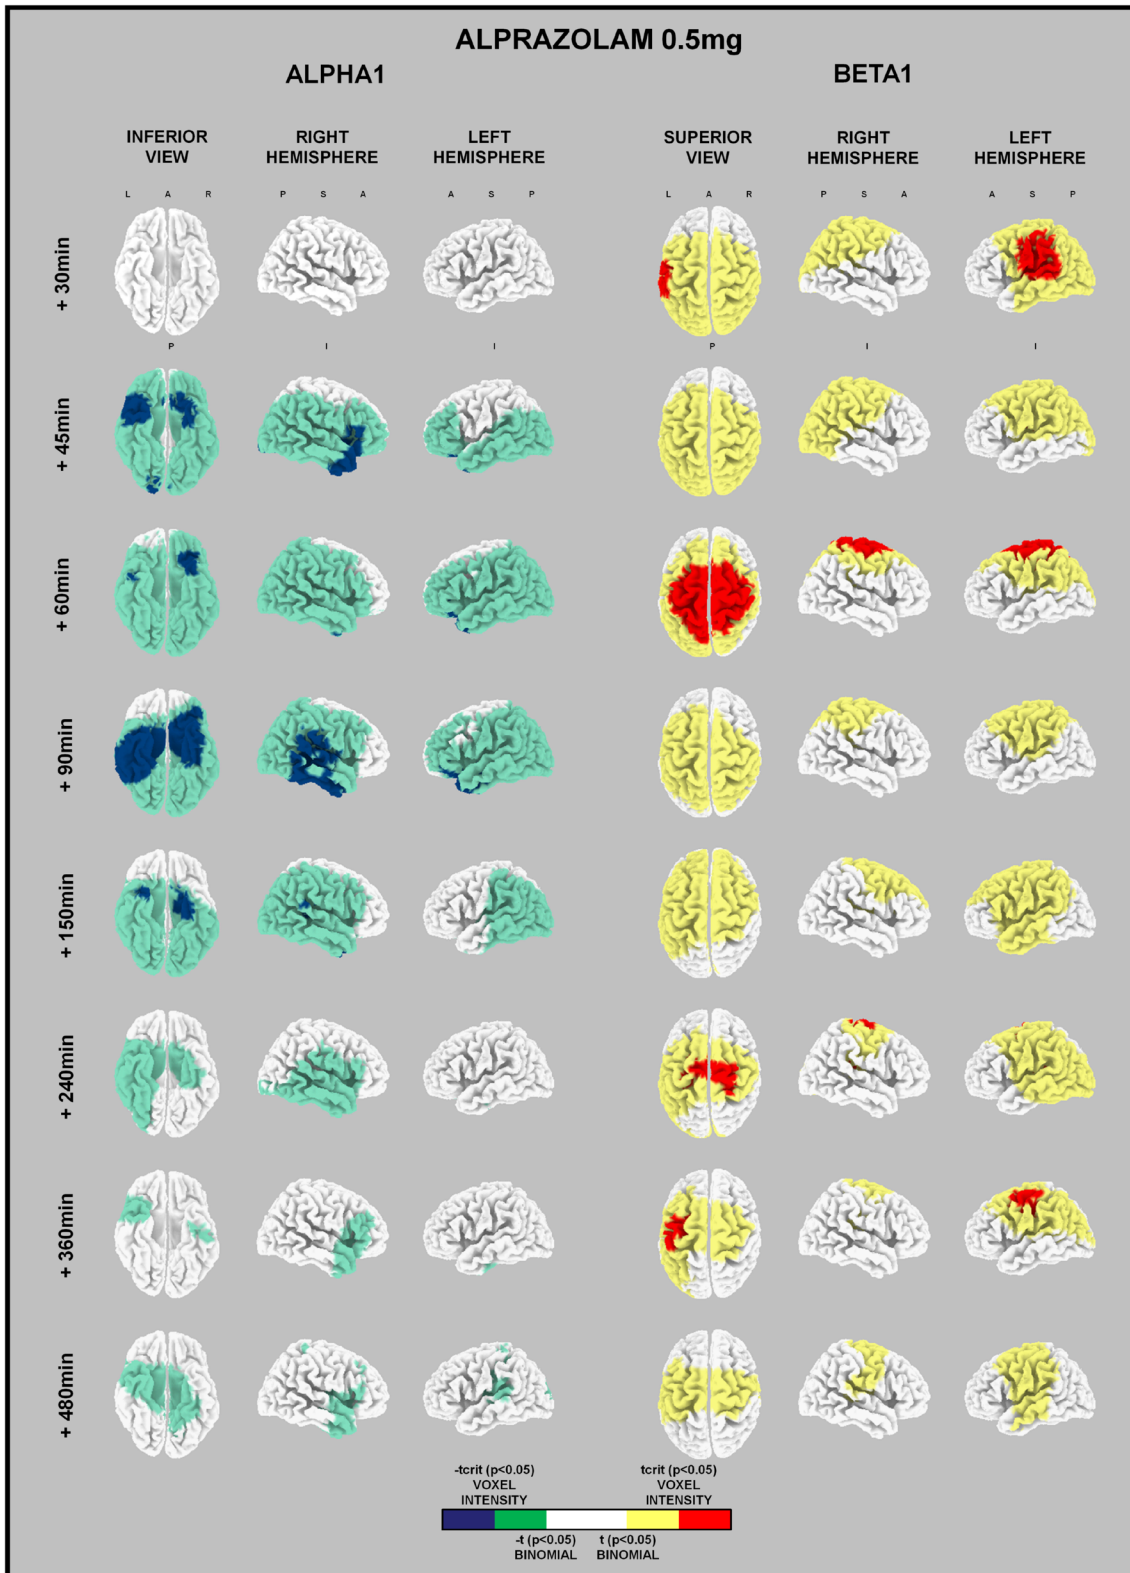 ALPRAZOLAM 0.5mg
ALPHA1 BETA1
INFERIOR RIGHT LEFT SUPERIOR RIGHT LEFT
VIEW HEMISPHERE HEMISPHERE VIEW HEMISPHERE HEMISPHERE
L A R P S A A S P L A R P S A A S P
+ 30min
P I I P I I
+ 45min
+ 60min
+ 90min
+ 150min
+ 240min
+ 360min
+ 480min
-tcrit (p<0.05) tcrit (p<0.05)
VOXEL VOXEL
INTENSITY INTENSITY
-t (p<0.05) t (p<0.05)
BINOMIAL BINOMIAL